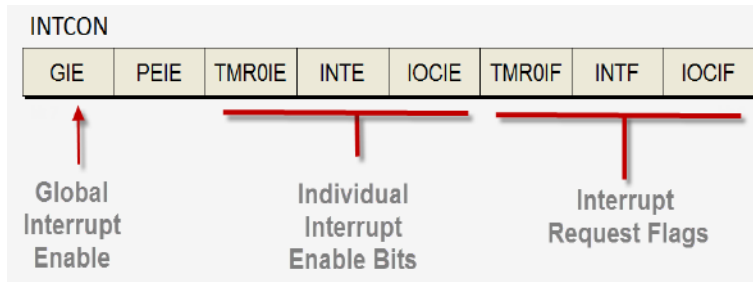 INTCON
GIE PEIE TMR0IE INTE IOCIE TMR0IF INTF IOCIF
Global
Interrupt
Enable
Individual
Interrupt
Enable Bits
Interrupt
Request Flags